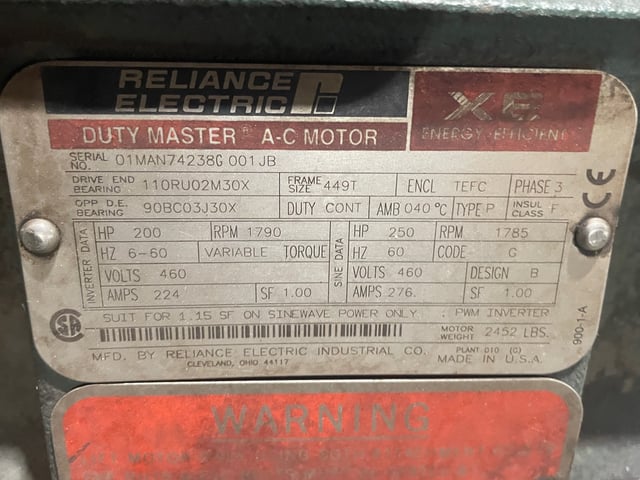 RELIANCE
ELECTRIC
XE
ENERGY EFFICIENT
DUTY MASTER A-C MOTOR
SERIAL NO. 01MAN74238G 001JB
DRIVE END BEARING 110RU02M30X FRAME SIZE 449T ENCL TEFC PHASE 3
OPP D.E. BEARING 90BC03J30X DUTY CONT AMB 040 °C TYPE P INSUL CLASS F
CE
INVERTER DATA
HP 200 RPM 1790
HZ 6-60 VARIABLE TORQUE
VOLTS 460
AMPS 224 SF 1.00
SINE DATA
HP 250 RPM 1785
HZ 60 CODE G
VOLTS 460 DESIGN B
AMPS 276. SF 1.00
SUIT FOR 1.15 SF ON SINEWAVE POWER ONLY. PWM INVERTER
MOTOR WEIGHT 2452 LBS.
MFD. BY RELIANCE ELECTRIC INDUSTRIAL CO.
CLEVELAND, OHIO 44117
PLANT 010 (C)
MADE IN U.S.A.
900-1-A
WARNING